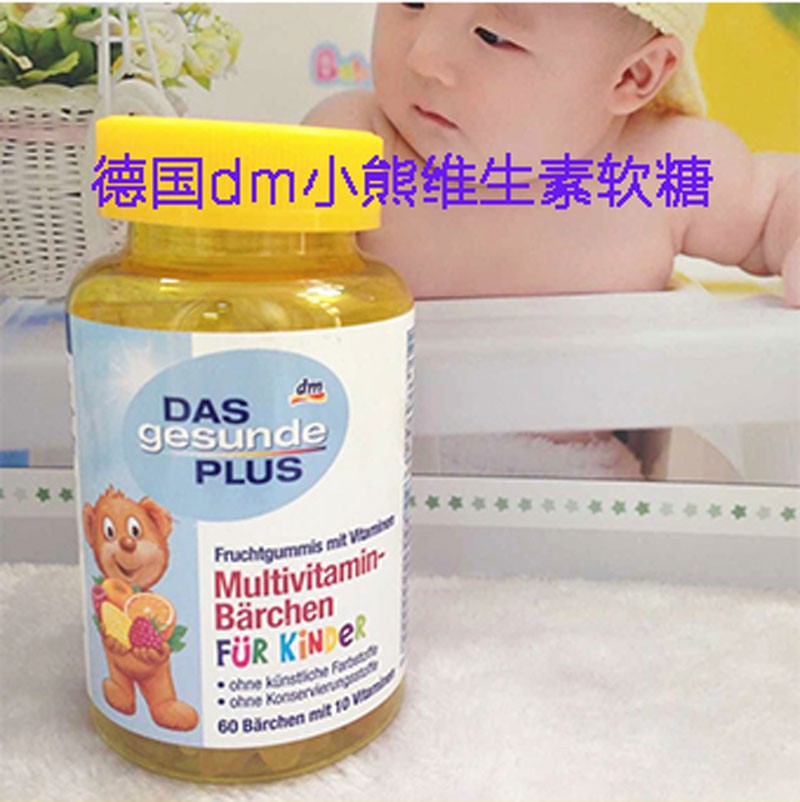 德国dm小熊维生素软糖
dm
DAS
gesunde
PLUS
Fruchtgummis mit Vitaminen
Multivitamin-
Bärchen
FÜR KiNDeR
• ohne künstliche Farbstoffe
• ohne Konservierungsstoffe
60 Bärchen mit 10 Vitaminen